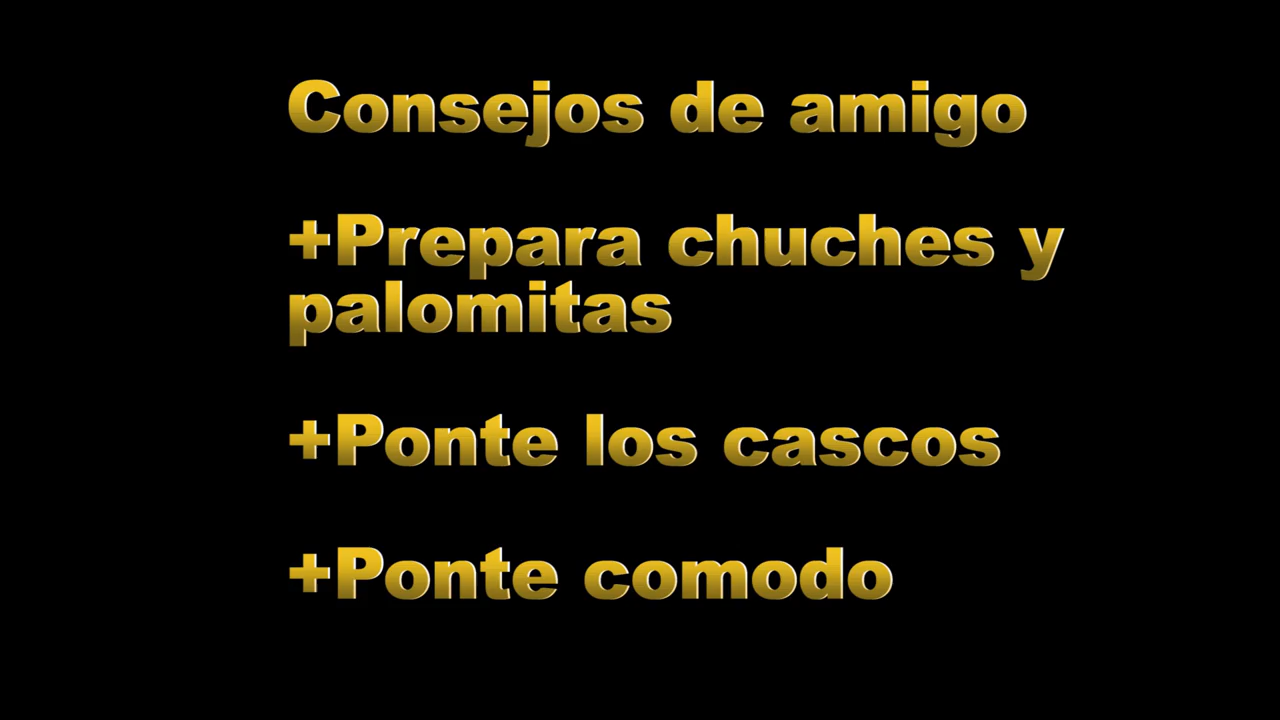 Consejos de amigo
+Prepara chuches y
palomitas
+Ponte los cascos
+Ponte comodo